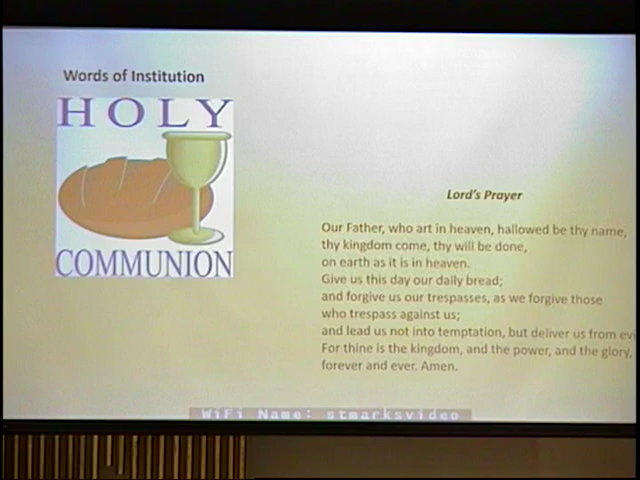 Words of Institution
HOLY
COMMUNION
Lord's Prayer
Our Father, who art in heaven, hallowed be thy name,
thy kingdom come, thy will be done,
on earth as it is in heaven.
Give us this day our daily bread;
and forgive us our trespasses, as we forgive those
who trespass against us;
and lead us not into temptation, but deliver us from evi
For thine is the kingdom, and the power, and the glory,
forever and ever. Amen.
WiFi Name: stmarksvideo